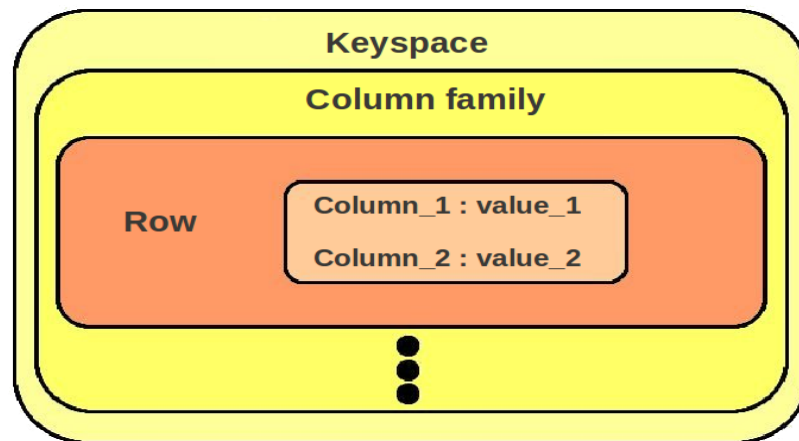 Keyspace
Column family
Row
Column_1 : value_1
Column_2 : value_2